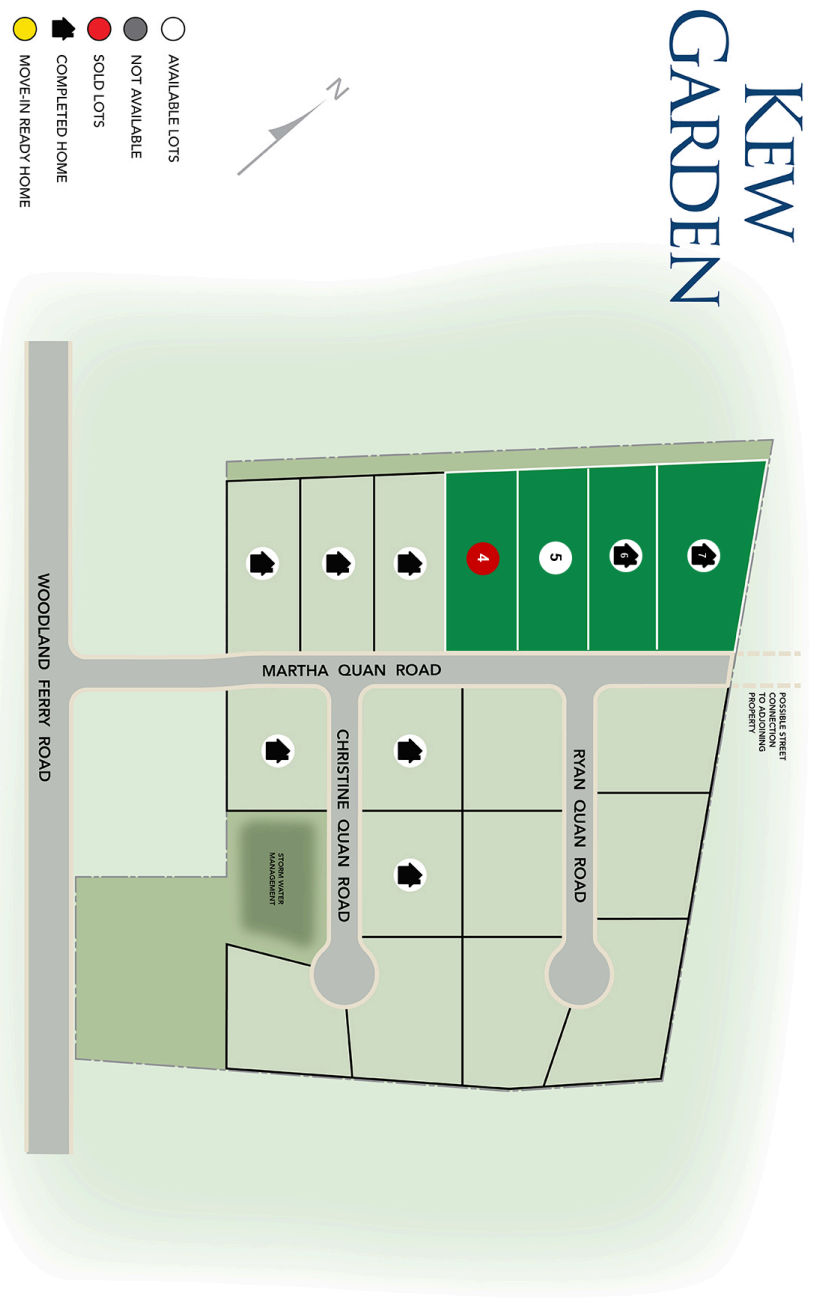 KEW
GARDEN
AVAILABLE LOTS
NOT AVAILABLE
SOLD LOTS
COMPLETED HOME
MOVE-IN READY HOME
N
7
6
5
4
MARTHA QUAN ROAD
POSSIBLE STREET
CONNECTION
TO ADJOINING
PROPERTY
RYAN QUAN ROAD
CHRISTINE QUAN ROAD
STORM WATER
MANAGEMENT
WOODLAND FERRY ROAD